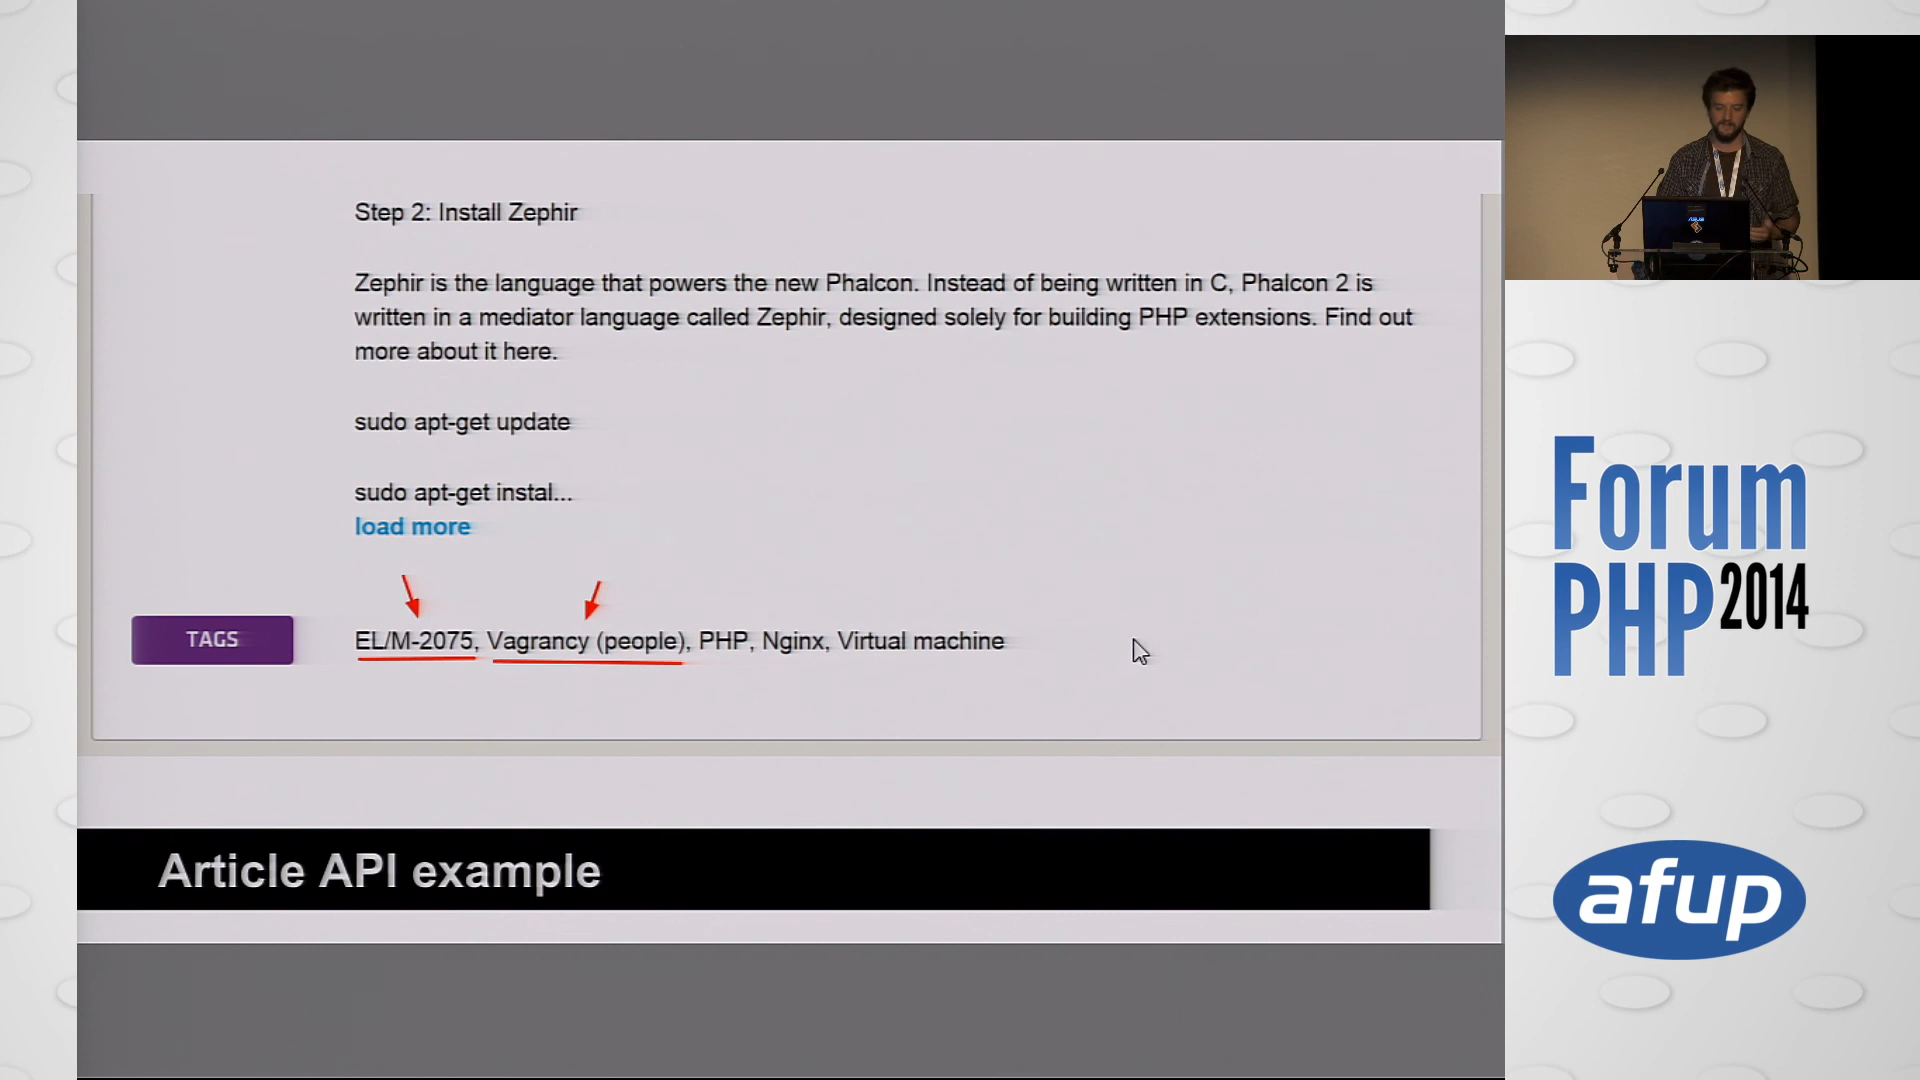 Step 2: Install Zephir
Zephir is the language that powers the new Phalcon. Instead of being written in C, Phalcon 2 is
written in a mediator language called Zephir, designed solely for building PHP extensions. Find out
more about it here.
sudo apt-get update
sudo apt-get instal...
load more
TAGS
EL/M-2075, Vagrancy (people), PHP, Nginx, Virtual machine
Article API example
Forum
PHP 2014
afup